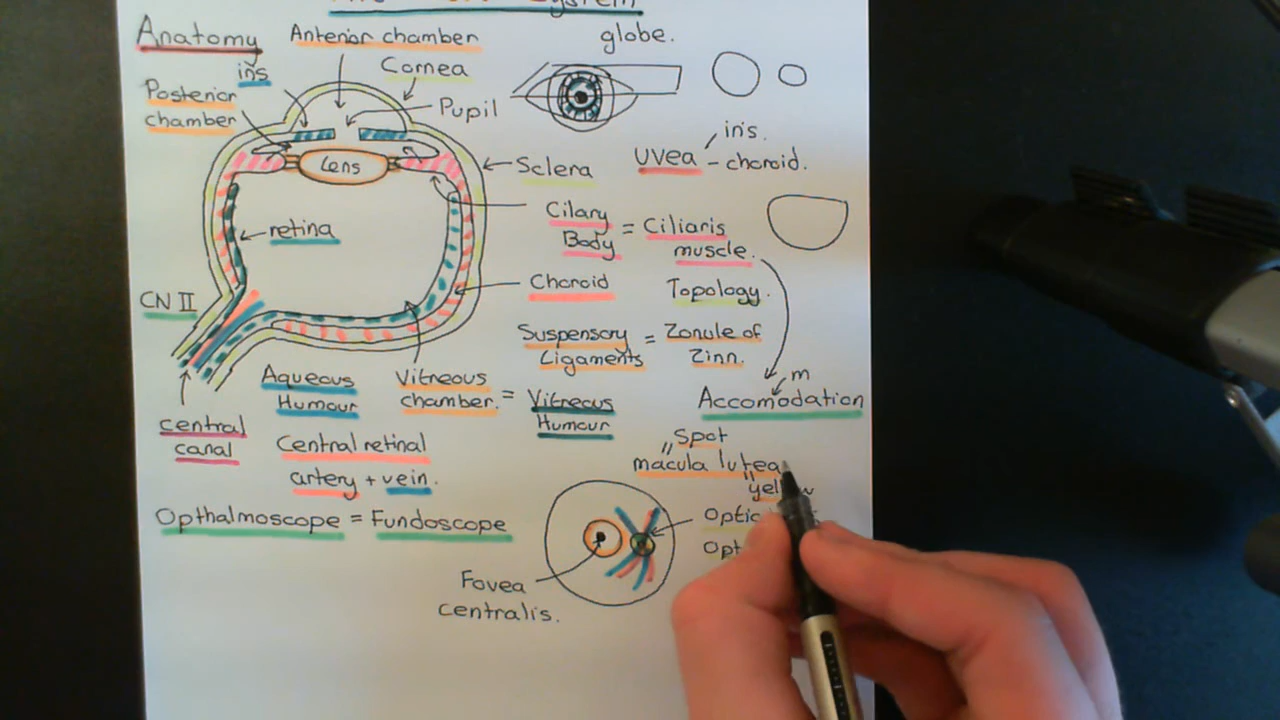 System
Anatomy
Anterior chamber
globe.
iris
Cornea
Posterior
chamber
Pupil
iris.
Lens
Sclera
uvea - choroid.
retina
Cilary
Body
= Ciliaris
muscle.
CN II
Choroid
Topology.
Suspensory
Ligaments
= Zonule of
Zinn.
Aqueous
Humour
Vitreous
chamber.
= Vitreous
Humour
m
Accomodation
central
canal
Central retinal
artery + vein.
Spot
macula lutea
Opthalmoscope = Fundoscope
Optic
Fovea
centralis.